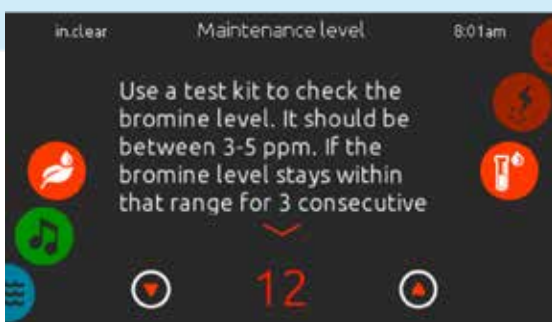 in.clear Maintenance level 8:01am
Use a test kit to check the
bromine level. It should be
between 3-5 ppm. If the
bromine level stays within
that range for 3 consecutive
12